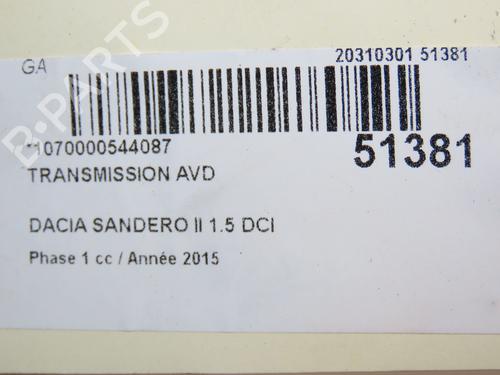 GA
20310301 51381
*1070000544087
51381
TRANSMISSION AVD
DACIA SANDERO II 1.5 DCI
Phase 1 cc / Année 2015
B-PARTS